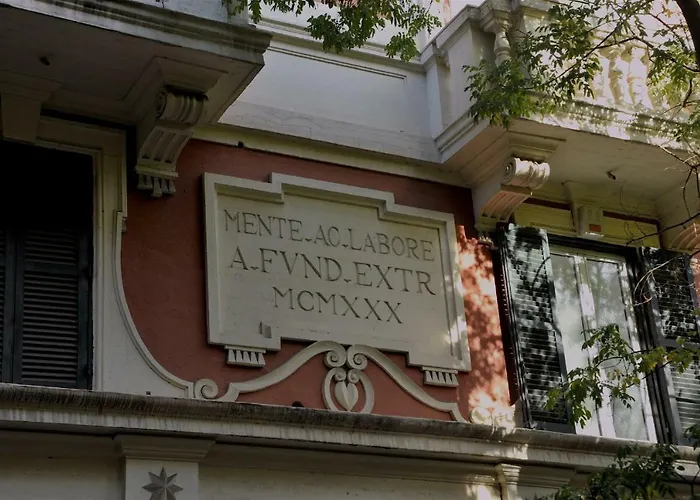 MENTE AC LABORE
A FVND EXTR
MCMXXX